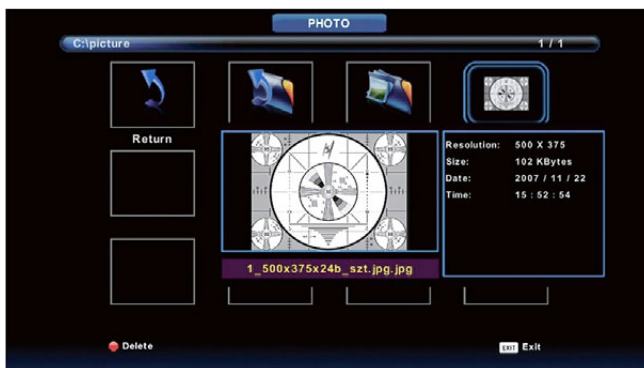 PHOTO
C:\picture 1 / 1
Return
Resolution: 500 X 375
Size: 102 KBytes
Date: 2007 / 11 / 22
Time: 15 : 52 : 54
1_500x375x24b_szt.jpg.jpg
Delete
EXIT Exit